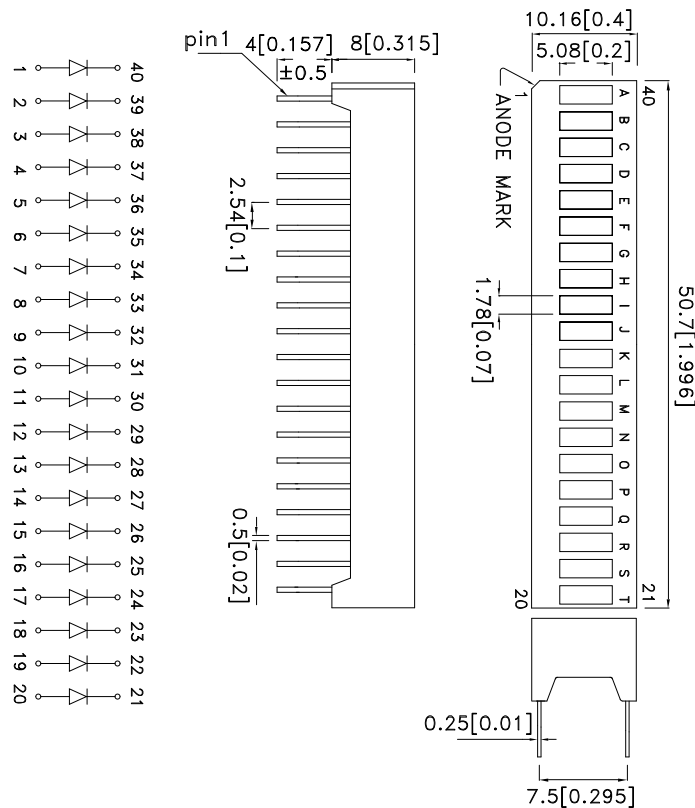 10.16[0.4]
5.08[0.2]
pin1
4[0.157]
±0.5
8[0.315]
1
40
ANODE MARK
A
B
C
D
E
F
G
H
I
J
K
L
M
N
O
P
Q
R
S
T
20
21
50.7[1.996]
1.78[0.07]
2.54[0.1]
0.5[0.02]
0.25[0.01]
7.5[0.295]
1 40
2 39
3 38
4 37
5 36
6 35
7 34
8 33
9 32
10 31
11 30
12 29
13 28
14 27
15 26
16 25
17 24
18 23
19 22
20 21